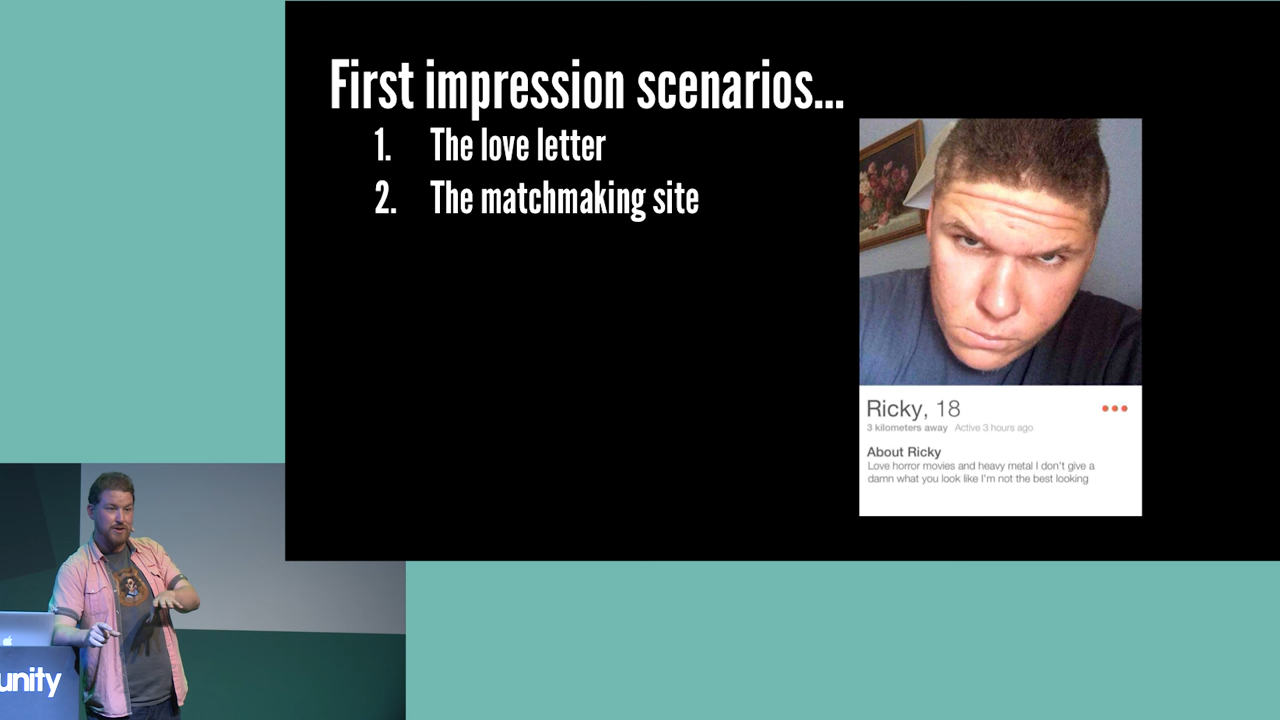 First impression scenarios...
1. The love letter
2. The matchmaking site
Ricky, 18
3 kilometers away Active 3 hours ago
About Ricky
Love horror movies and heavy metal I don't give a
damn what you look like I'm not the best looking
unity